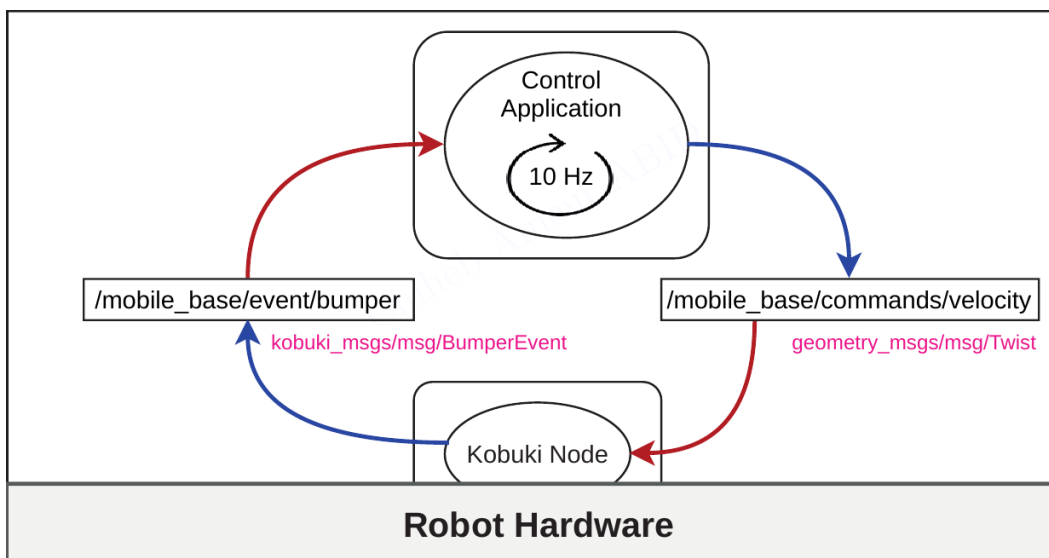 Control
Application
10 Hz
/mobile_base/event/bumper
/mobile_base/commands/velocity
kobuki_msgs/msg/BumperEvent
geometry_msgs/msg/Twist
Kobuki Node
Robot Hardware